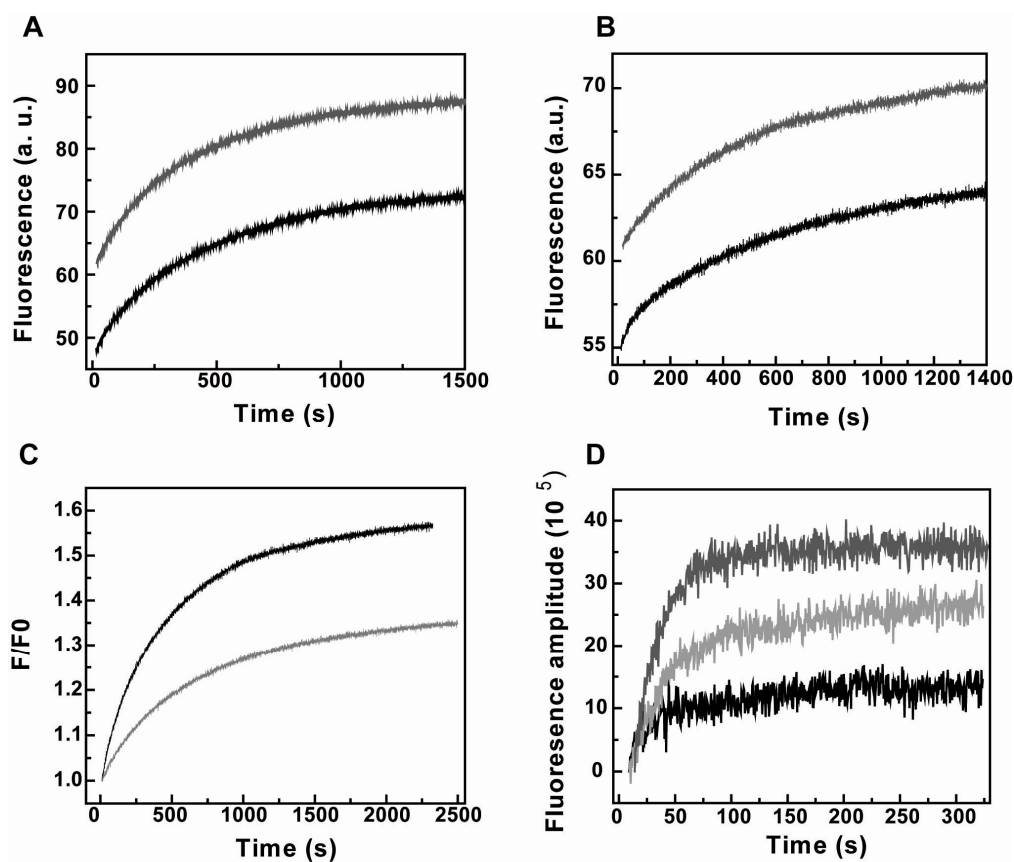 A
Fluorescence (a. u.)
90
80
70
60
50
0 500 1000 1500
Time (s)
B
Fluorescence (a.u.)
70
65
60
55
0 200 400 600 800 1000 1200 1400
Time (s)
C
F/F0
1.6
1.5
1.4
1.3
1.2
1.1
1.0
0 500 1000 1500 2000 2500
Time (s)
D
Fluoresence amplitude (10 5)
40
30
20
10
0
0 50 100 150 200 250 300
Time (s)